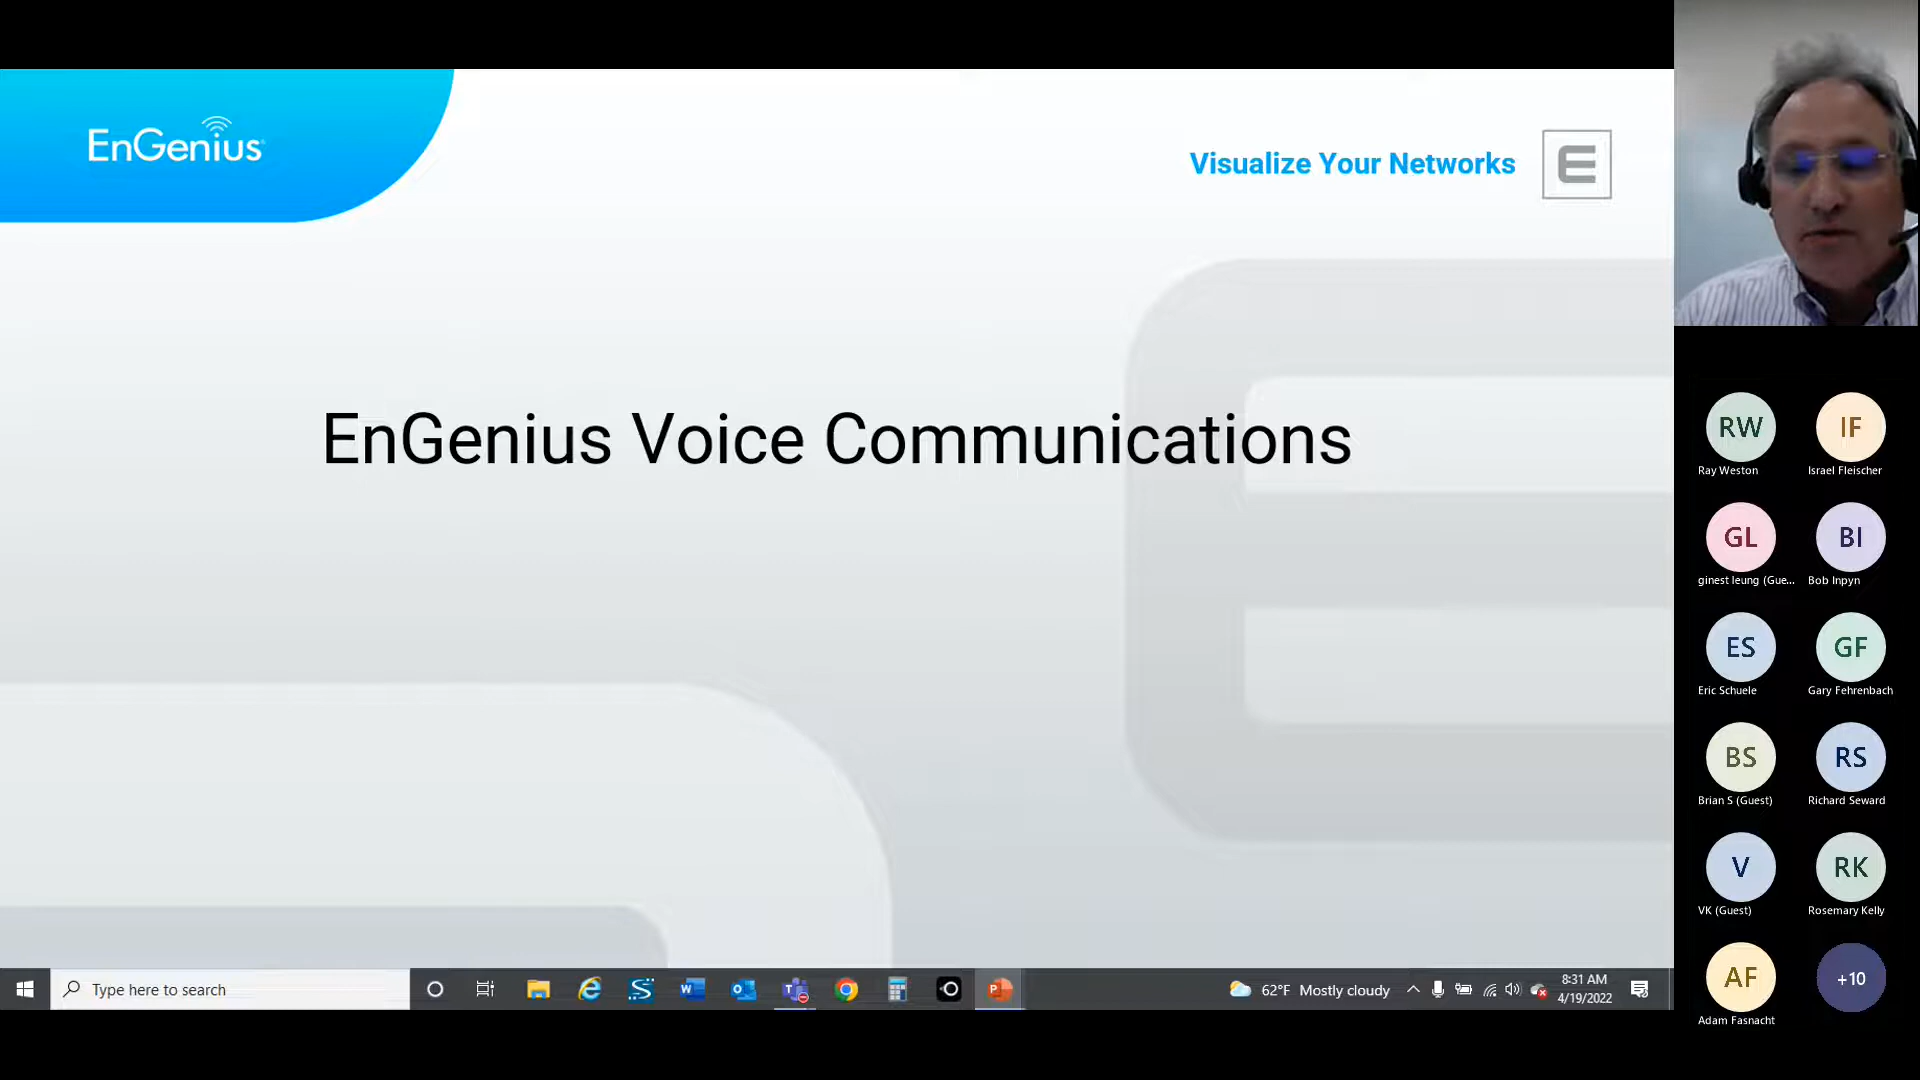 EnGenius
Visualize Your Networks
E
EnGenius Voice Communications
RW
Ray Weston
IF
Israel Fleischer
GL
ginest leung (Gue...
BI
Bob Inpyn
ES
Eric Schuele
GF
Gary Fehrenbach
BS
Brian S (Guest)
RS
Richard Seward
V
VK (Guest)
RK
Rosemary Kelly
AF
Adam Fasnacht
+10
Type here to search
62°F Mostly cloudy
8:31 AM
4/19/2022